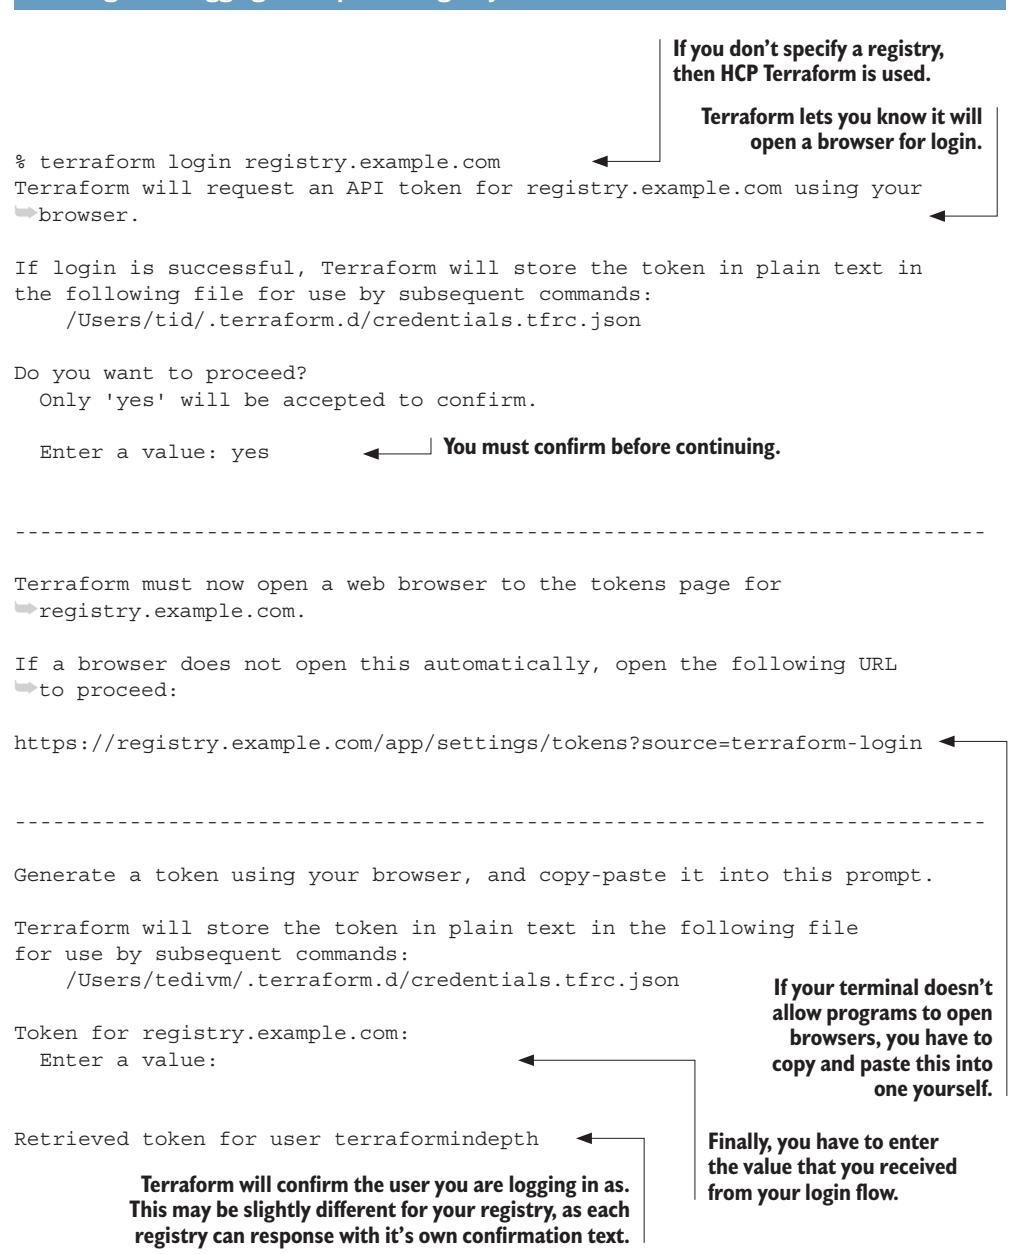 If you don't specify a registry,
then HCP Terraform is used.
Terraform lets you know it will
open a browser for login.
% terraform login registry.example.com
Terraform will request an API token for registry.example.com using your
➥browser.
If login is successful, Terraform will store the token in plain text in
the following file for use by subsequent commands:
/Users/tid/.terraform.d/credentials.tfrc.json
Do you want to proceed?
Only 'yes' will be accepted to confirm.
Enter a value: yes
You must confirm before continuing.
---------------------------------------------------------------------------
Terraform must now open a web browser to the tokens page for
➥registry.example.com.
If a browser does not open this automatically, open the following URL
➥to proceed:
https://registry.example.com/app/settings/tokens?source=terraform-login
---------------------------------------------------------------------------
Generate a token using your browser, and copy-paste it into this prompt.
Terraform will store the token in plain text in the following file
for use by subsequent commands:
/Users/tedivm/.terraform.d/credentials.tfrc.json
If your terminal doesn't
allow programs to open
browsers, you have to
copy and paste this into
one yourself.
Token for registry.example.com:
Enter a value:
Retrieved token for user terraformindepth
Finally, you have to enter
the value that you received
from your login flow.
Terraform will confirm the user you are logging in as.
This may be slightly different for your registry, as each
registry can response with it's own confirmation text.